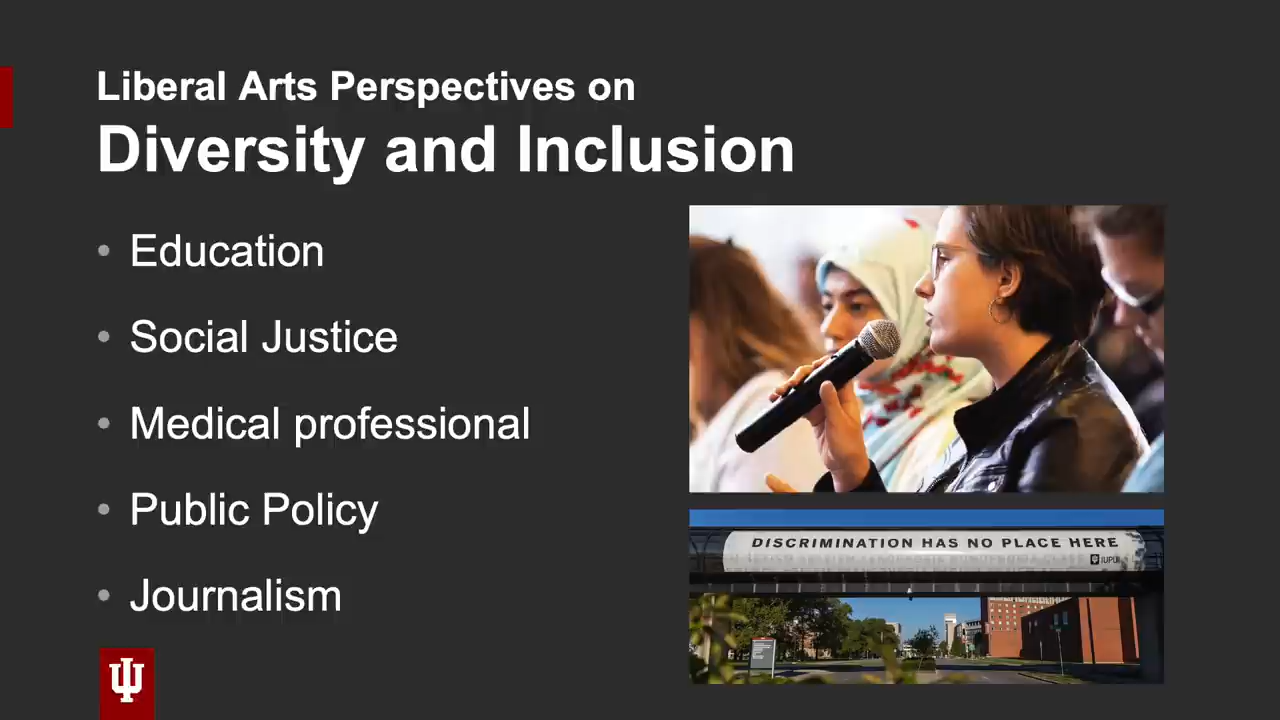 Liberal Arts Perspectives on
Diversity and Inclusion
• Education
• Social Justice
• Medical professional
• Public Policy
• Journalism
DISCRIMINATION HAS NO PLACE HERE
IUPUI